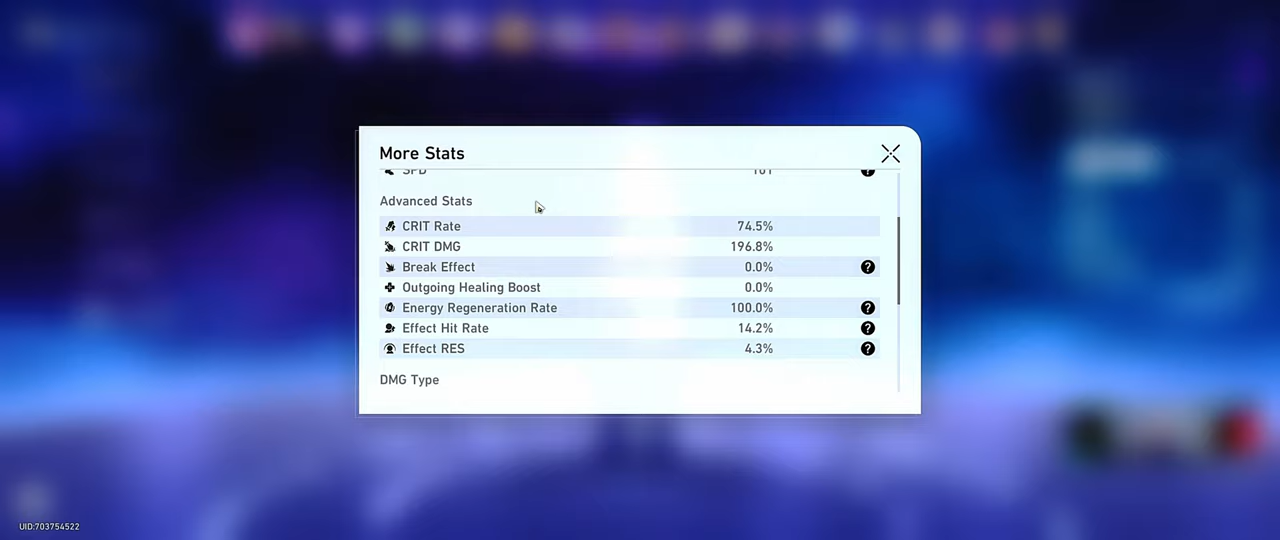 More Stats
SPD 161
Advanced Stats
CRIT Rate 74.5%
CRIT DMG 196.8%
Break Effect 0.0% ?
Outgoing Healing Boost 0.0%
Energy Regeneration Rate 100.0% ?
Effect Hit Rate 14.2% ?
Effect RES 4.3% ?
DMG Type
UID:703754522